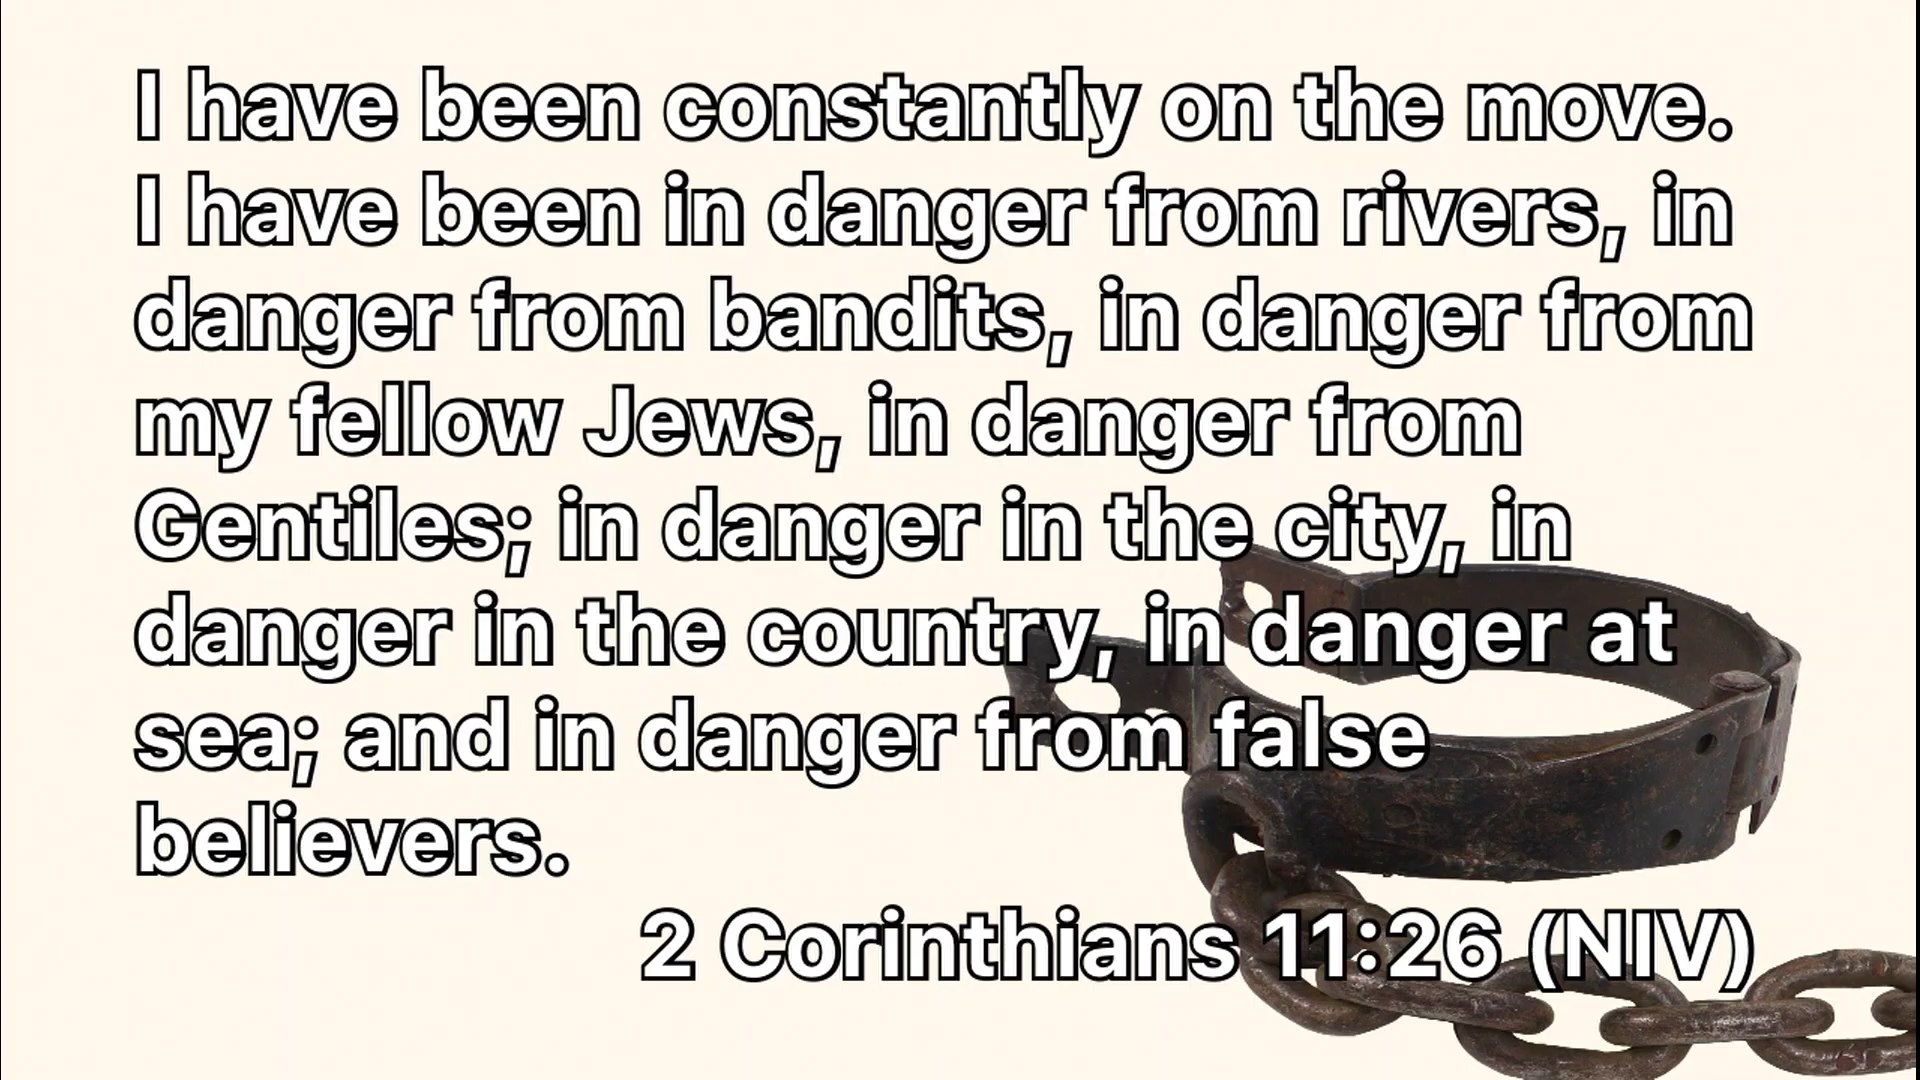 I have been constantly on the move.
I have been in danger from rivers, in
danger from bandits, in danger from
my fellow Jews, in danger from
Gentiles; in danger in the city, in
danger in the country, in danger at
sea; and in danger from false
believers.
2 Corinthians 11:26 (NIV)